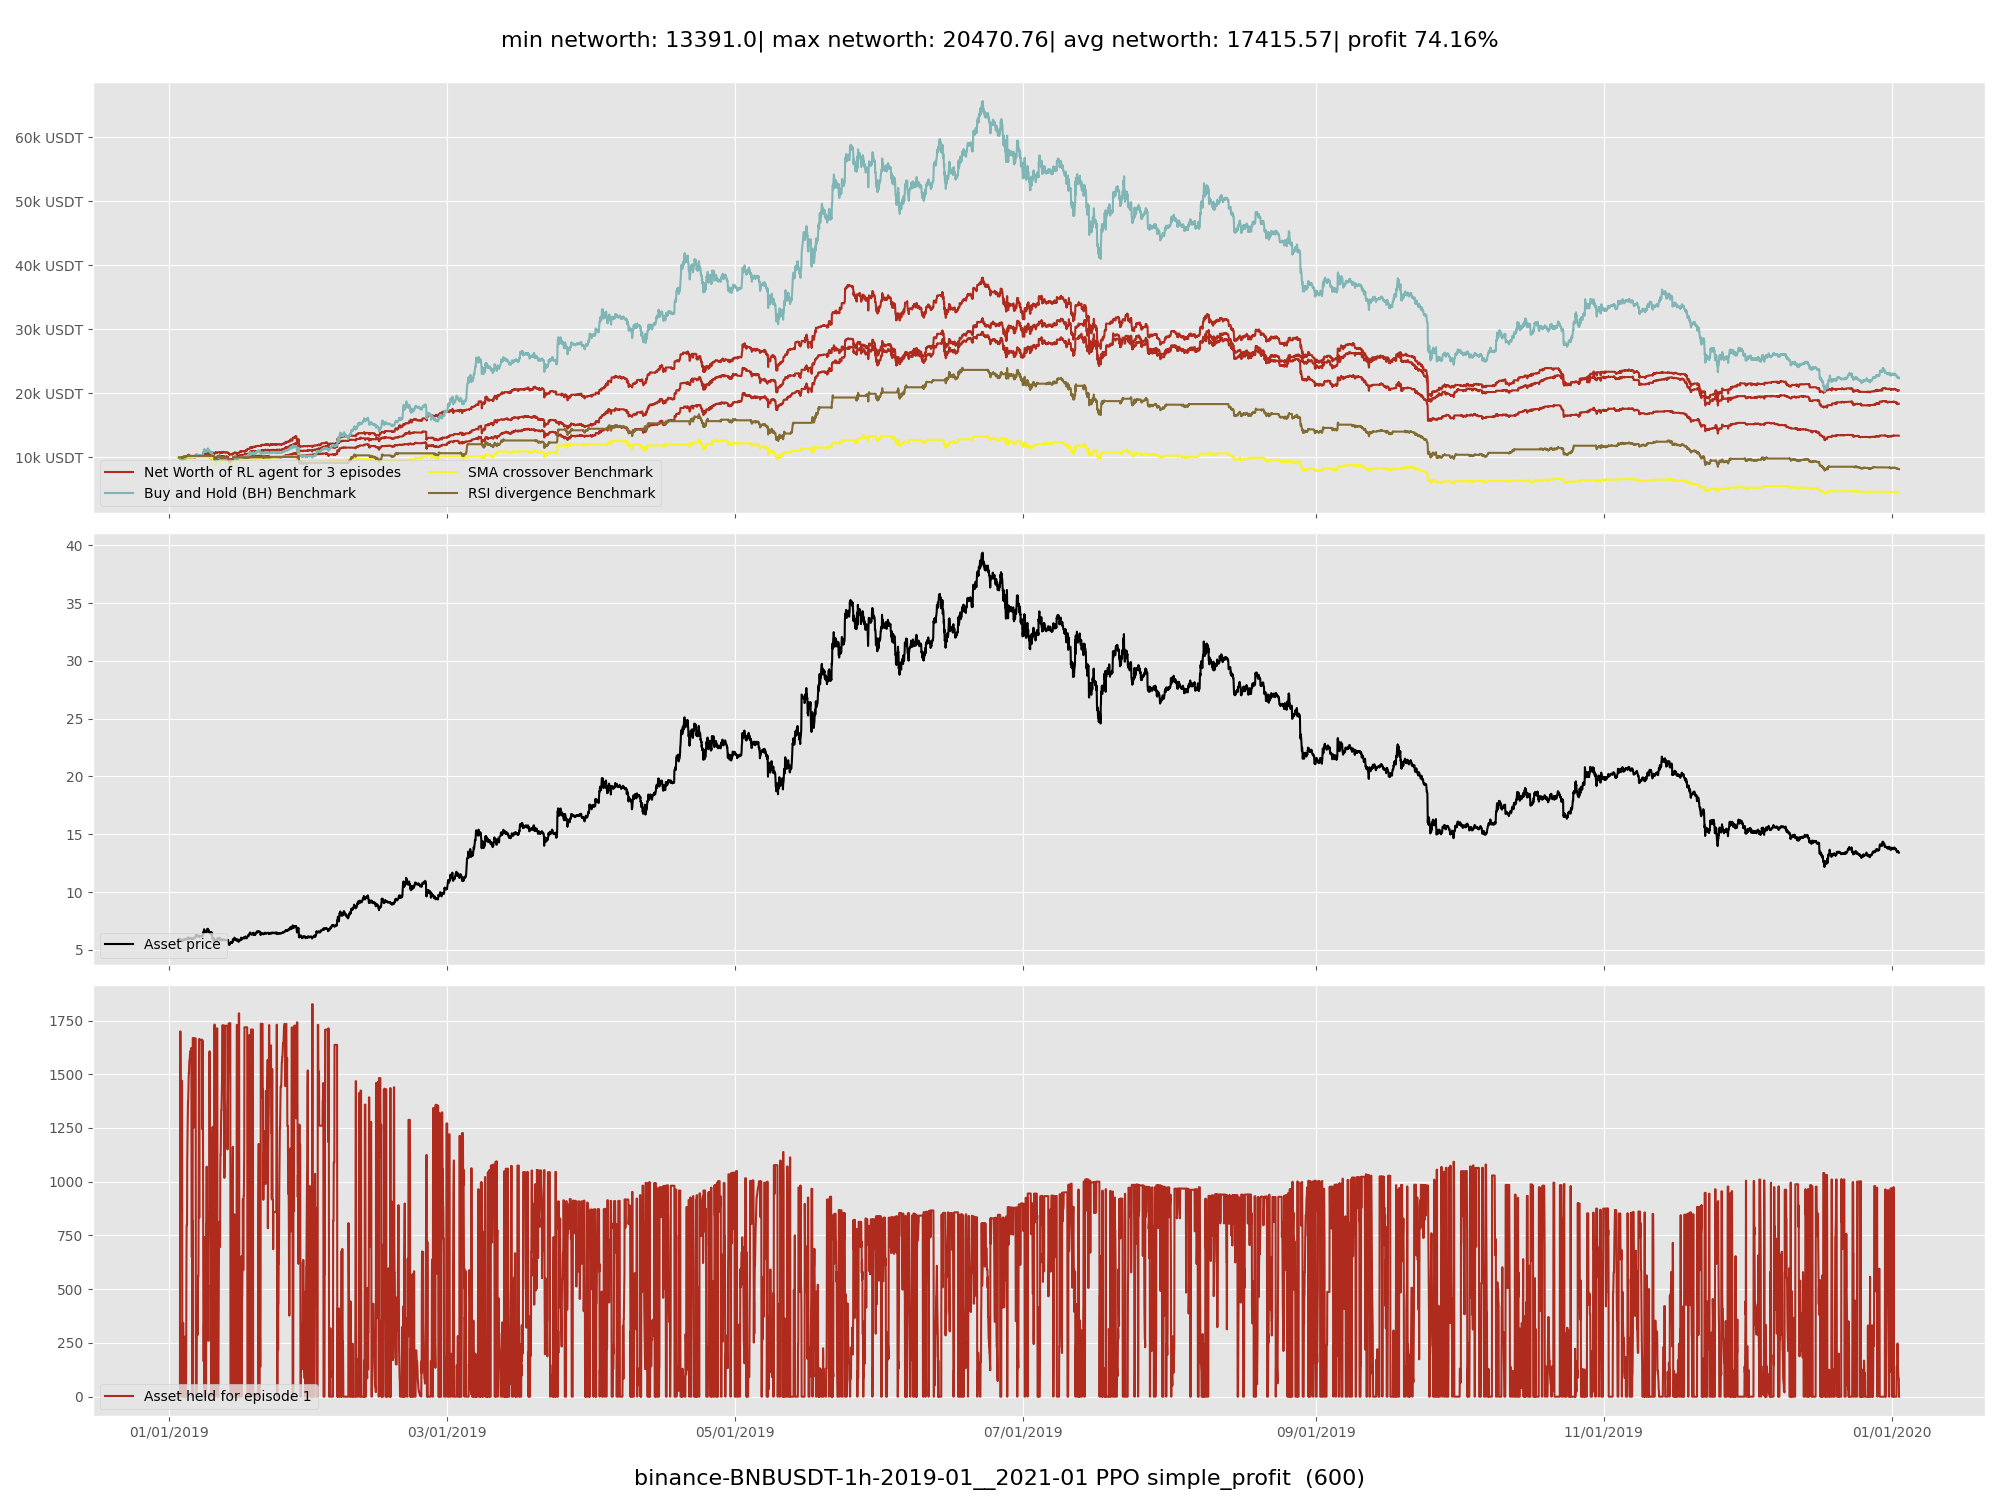 min networth: 13391.0| max networth: 20470.76| avg networth: 17415.57| profit 74.16%
60k USDT
50k USDT
40k USDT
30k USDT
20k USDT
10k USDT
Net Worth of RL agent for 3 episodes
Buy and Hold (BH) Benchmark
SMA crossover Benchmark
RSI divergence Benchmark
40
35
30
25
20
15
10
5
Asset price
1750
1500
1250
1000
750
500
250
0
Asset held for episode 1
01/01/2019 03/01/2019 05/01/2019 07/01/2019 09/01/2019 11/01/2019 01/01/2020
binance-BNBUSDT-1h-2019-01__2021-01 PPO simple_profit  (600)